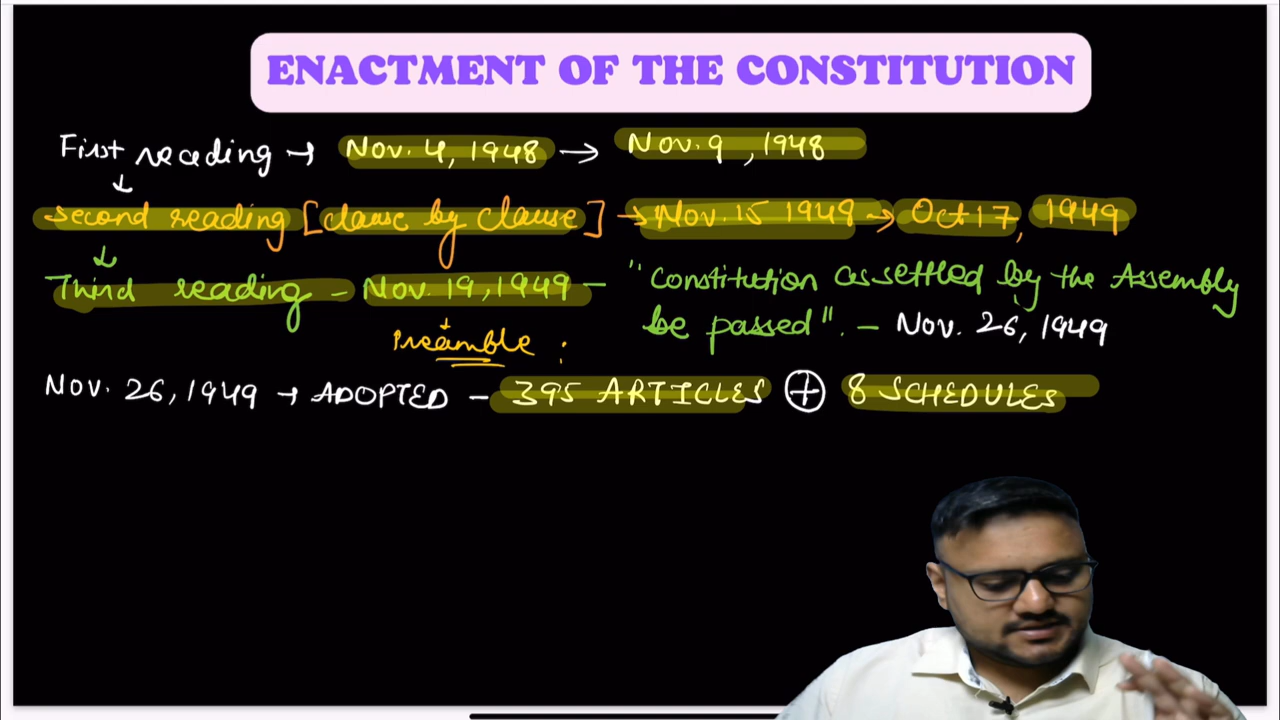 ENACTMENT OF THE CONSTITUTION
First reading → Nov. 4, 1948 → Nov. 9, 1948
↓
Second reading [clause by clause] → Nov. 15 1948 → Oct 17, 1949
↓
Third reading - Nov. 19, 1949 - "Constitution as settled by the Assembly
be passed". - Nov. 26, 1949
↓
Preamble :
NOV. 26, 1949 → ADOPTED - 395 ARTICLES ⊕ 8 SCHEDULES